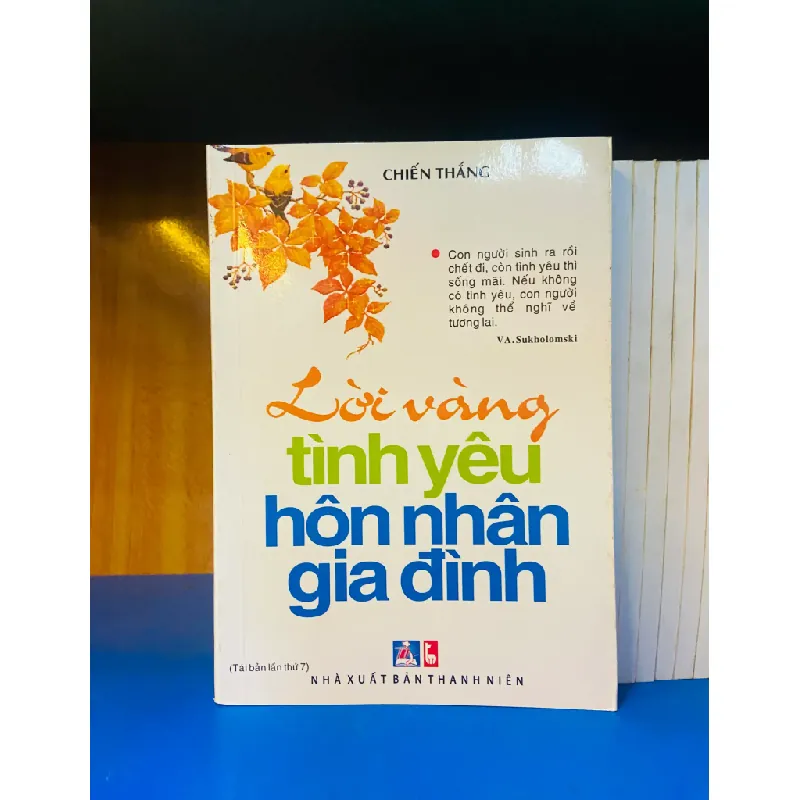 CHIẾN THẮNG
Con người sinh ra rồi
chết đi, còn tình yêu thì
sống mãi. Nếu không
có tình yêu, con người
không thể nghĩ về
tương lai.
VA. Sukholomski
Lời vàng
tình yêu
hôn nhân
gia đình
(Tái bản lần thứ 7)
NHÀ XUẤT BẢN THANH NIÊN